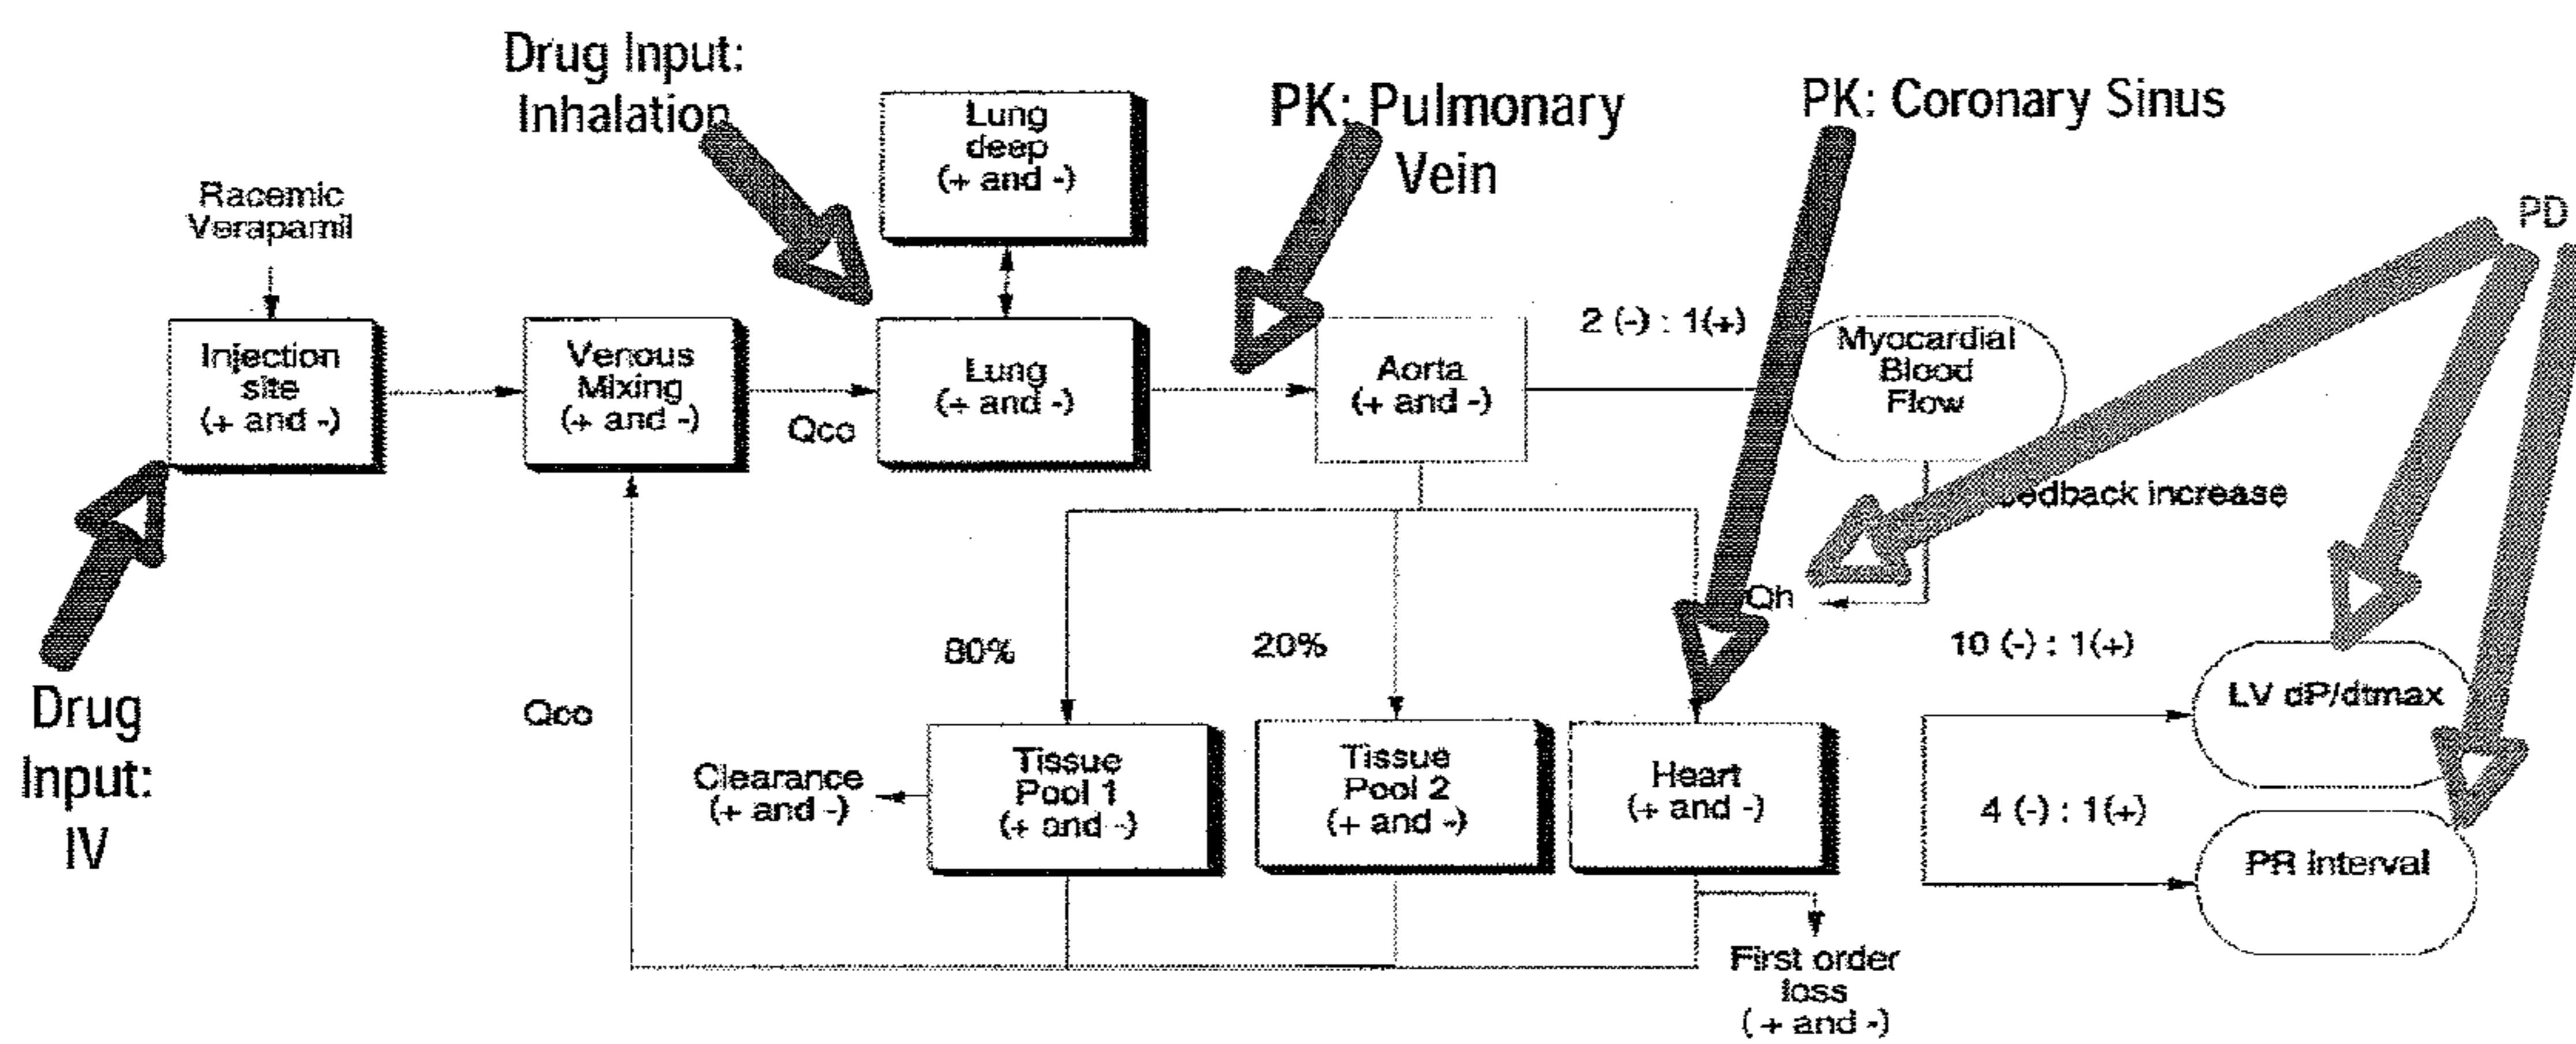 Drug Input:
Inhalation
Lung
deep
(+ and -)
PK: Pulmonary
Vein
PK: Coronary Sinus
PD
Racemic
Verapamil
Injection
site
(+ and -)
Venous
Mixing
(+ and -)
Qco
Lung
(+ and -)
Aorta
(+ and -)
2 (-) : 1(+)
Myocardial
Blood
Flow
increase
Qh
Drug
Input:
IV
Qco
80%
20%
10 (-) : 1(+)
LV dP/dtmax
Clearance
(+ and -)
Tissue
Pool 1
(+ and -)
Tissue
Pool 2
(+ and -)
Heart
(+ and -)
4 (-) : 1(+)
PR interval
First order
loss
(+ and -)